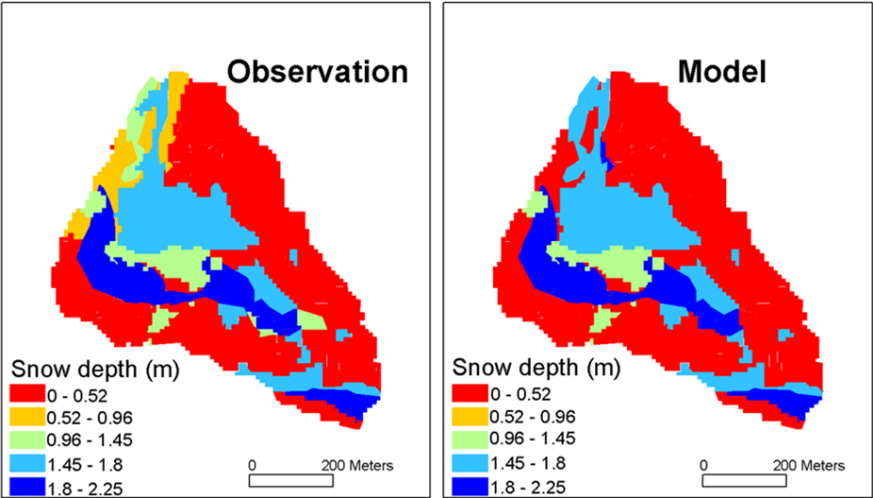 Observation
Snow depth (m)
0 - 0.52
0.52 - 0.96
0.96 - 1.45
1.45 - 1.8
1.8 - 2.25
0 200 Meters
Model
Snow depth (m)
0 - 0.52
0.52 - 0.96
0.96 - 1.45
1.45 - 1.8
1.8 - 2.25
0 200 Meters